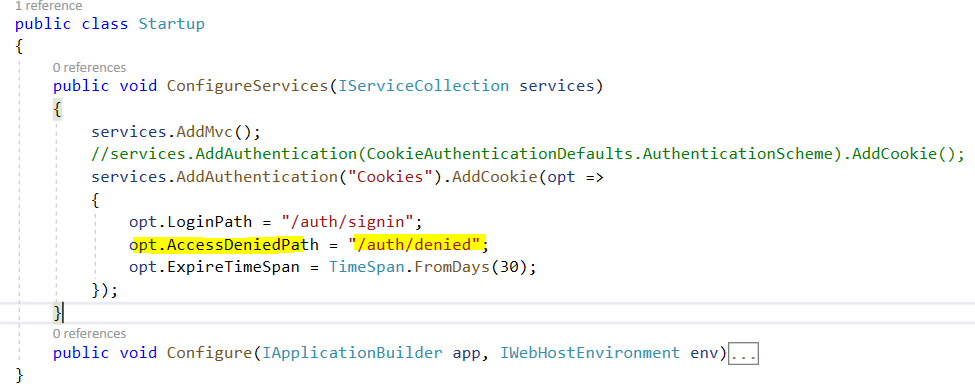 1 reference
public class Startup
{
0 references
public void ConfigureServices(IServiceCollection services)
{
services.AddMvc();
//services.AddAuthentication(CookieAuthenticationDefaults.AuthenticationScheme).AddCookie();
services.AddAuthentication("Cookies").AddCookie(opt =>
{
opt.LoginPath = "/auth/signin";
opt.AccessDeniedPath = "/auth/denied";
opt.ExpireTimeSpan = TimeSpan.FromDays(30);
});
}
0 references
public void Configure(IApplicationBuilder app, IWebHostEnvironment env)...
}